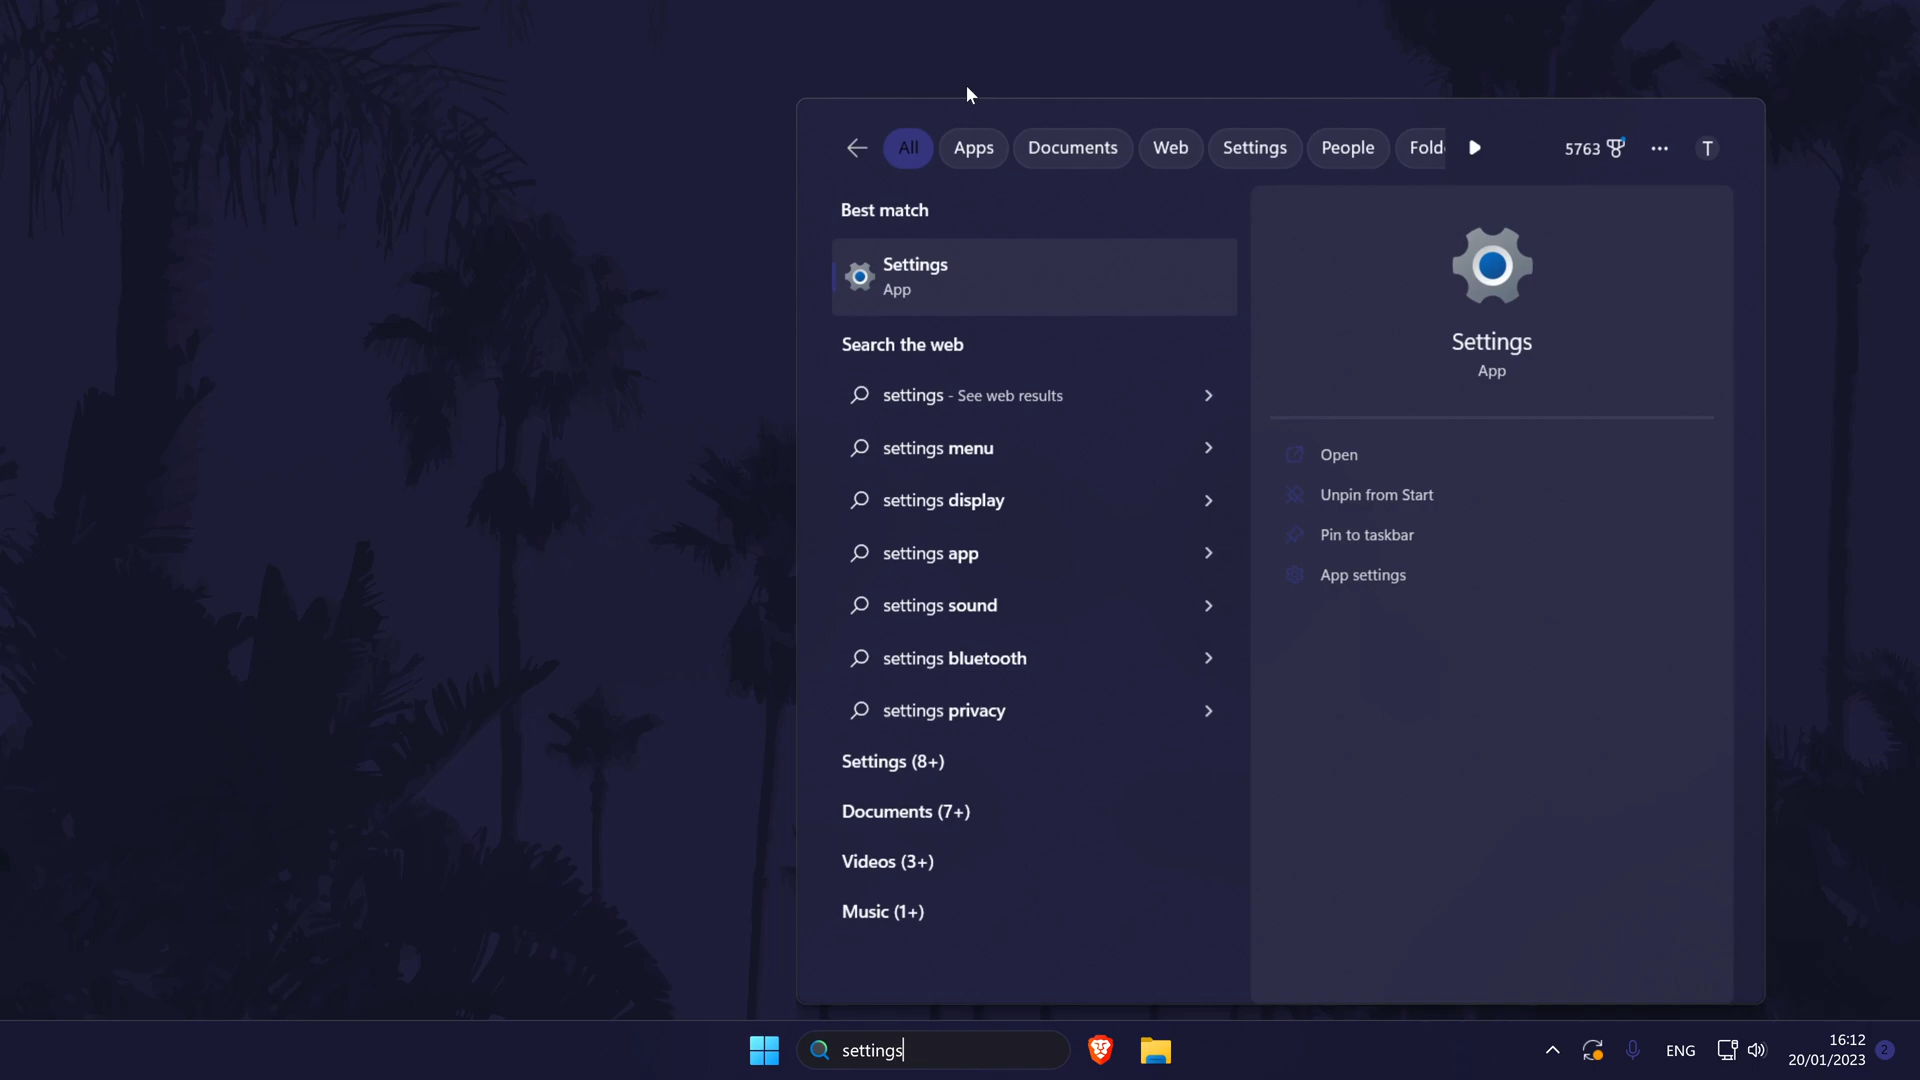 All
Apps
Documents
Web
Settings
People
Fold
5763
T
Best match
Settings
App
Search the web
settings - See web results
settings menu
settings display
settings app
settings sound
settings bluetooth
settings privacy
Settings (8+)
Documents (7+)
Videos (3+)
Music (1+)
Settings
App
Open
Unpin from Start
Pin to taskbar
App settings
settings
ENG
16:12
20/01/2023
2